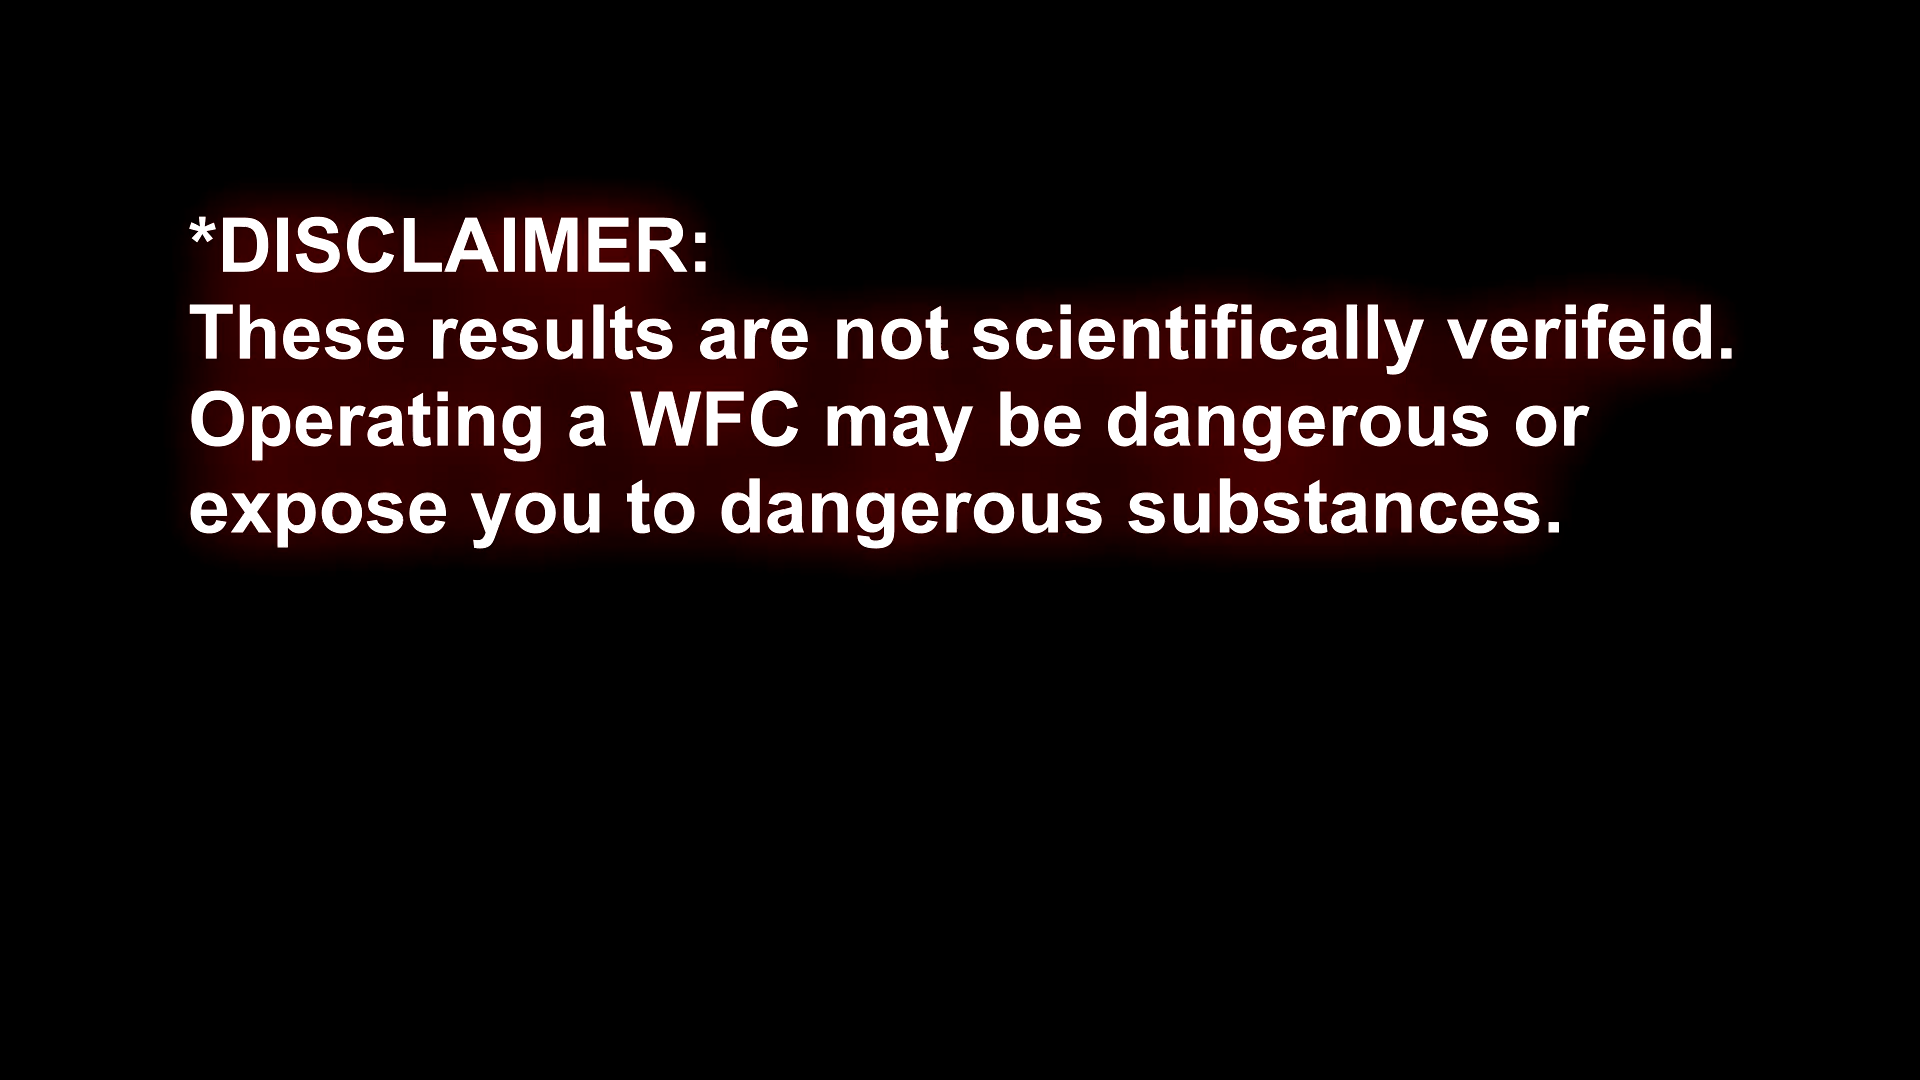 *DISCLAIMER:
These results are not scientifically verifeid.
Operating a WFC may be dangerous or
expose you to dangerous substances.